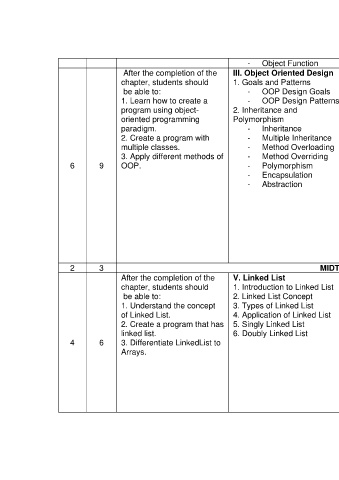 - Object Function
6
9
After the completion of the
chapter, students should
be able to:
1. Learn how to create a
program using object-
oriented programming
paradigm.
2. Create a program with
multiple classes.
3. Apply different methods of
OOP.
III. Object Oriented Design
1. Goals and Patterns
- OOP Design Goals
- OOP Design Patterns
2. Inheritance and
Polymorphism
- Inheritance
- Multiple Inheritance
- Method Overloading
- Method Overriding
- Polymorphism
- Encapsulation
- Abstraction
2
3
MIDT
4
6
After the completion of the
chapter, students should
be able to:
1. Understand the concept
of Linked List.
2. Create a program that has
linked list.
3. Differentiate LinkedList to
Arrays.
V. Linked List
1. Introduction to Linked List
2. Linked List Concept
3. Types of Linked List
4. Application of Linked List
5. Singly Linked List
6. Doubly Linked List